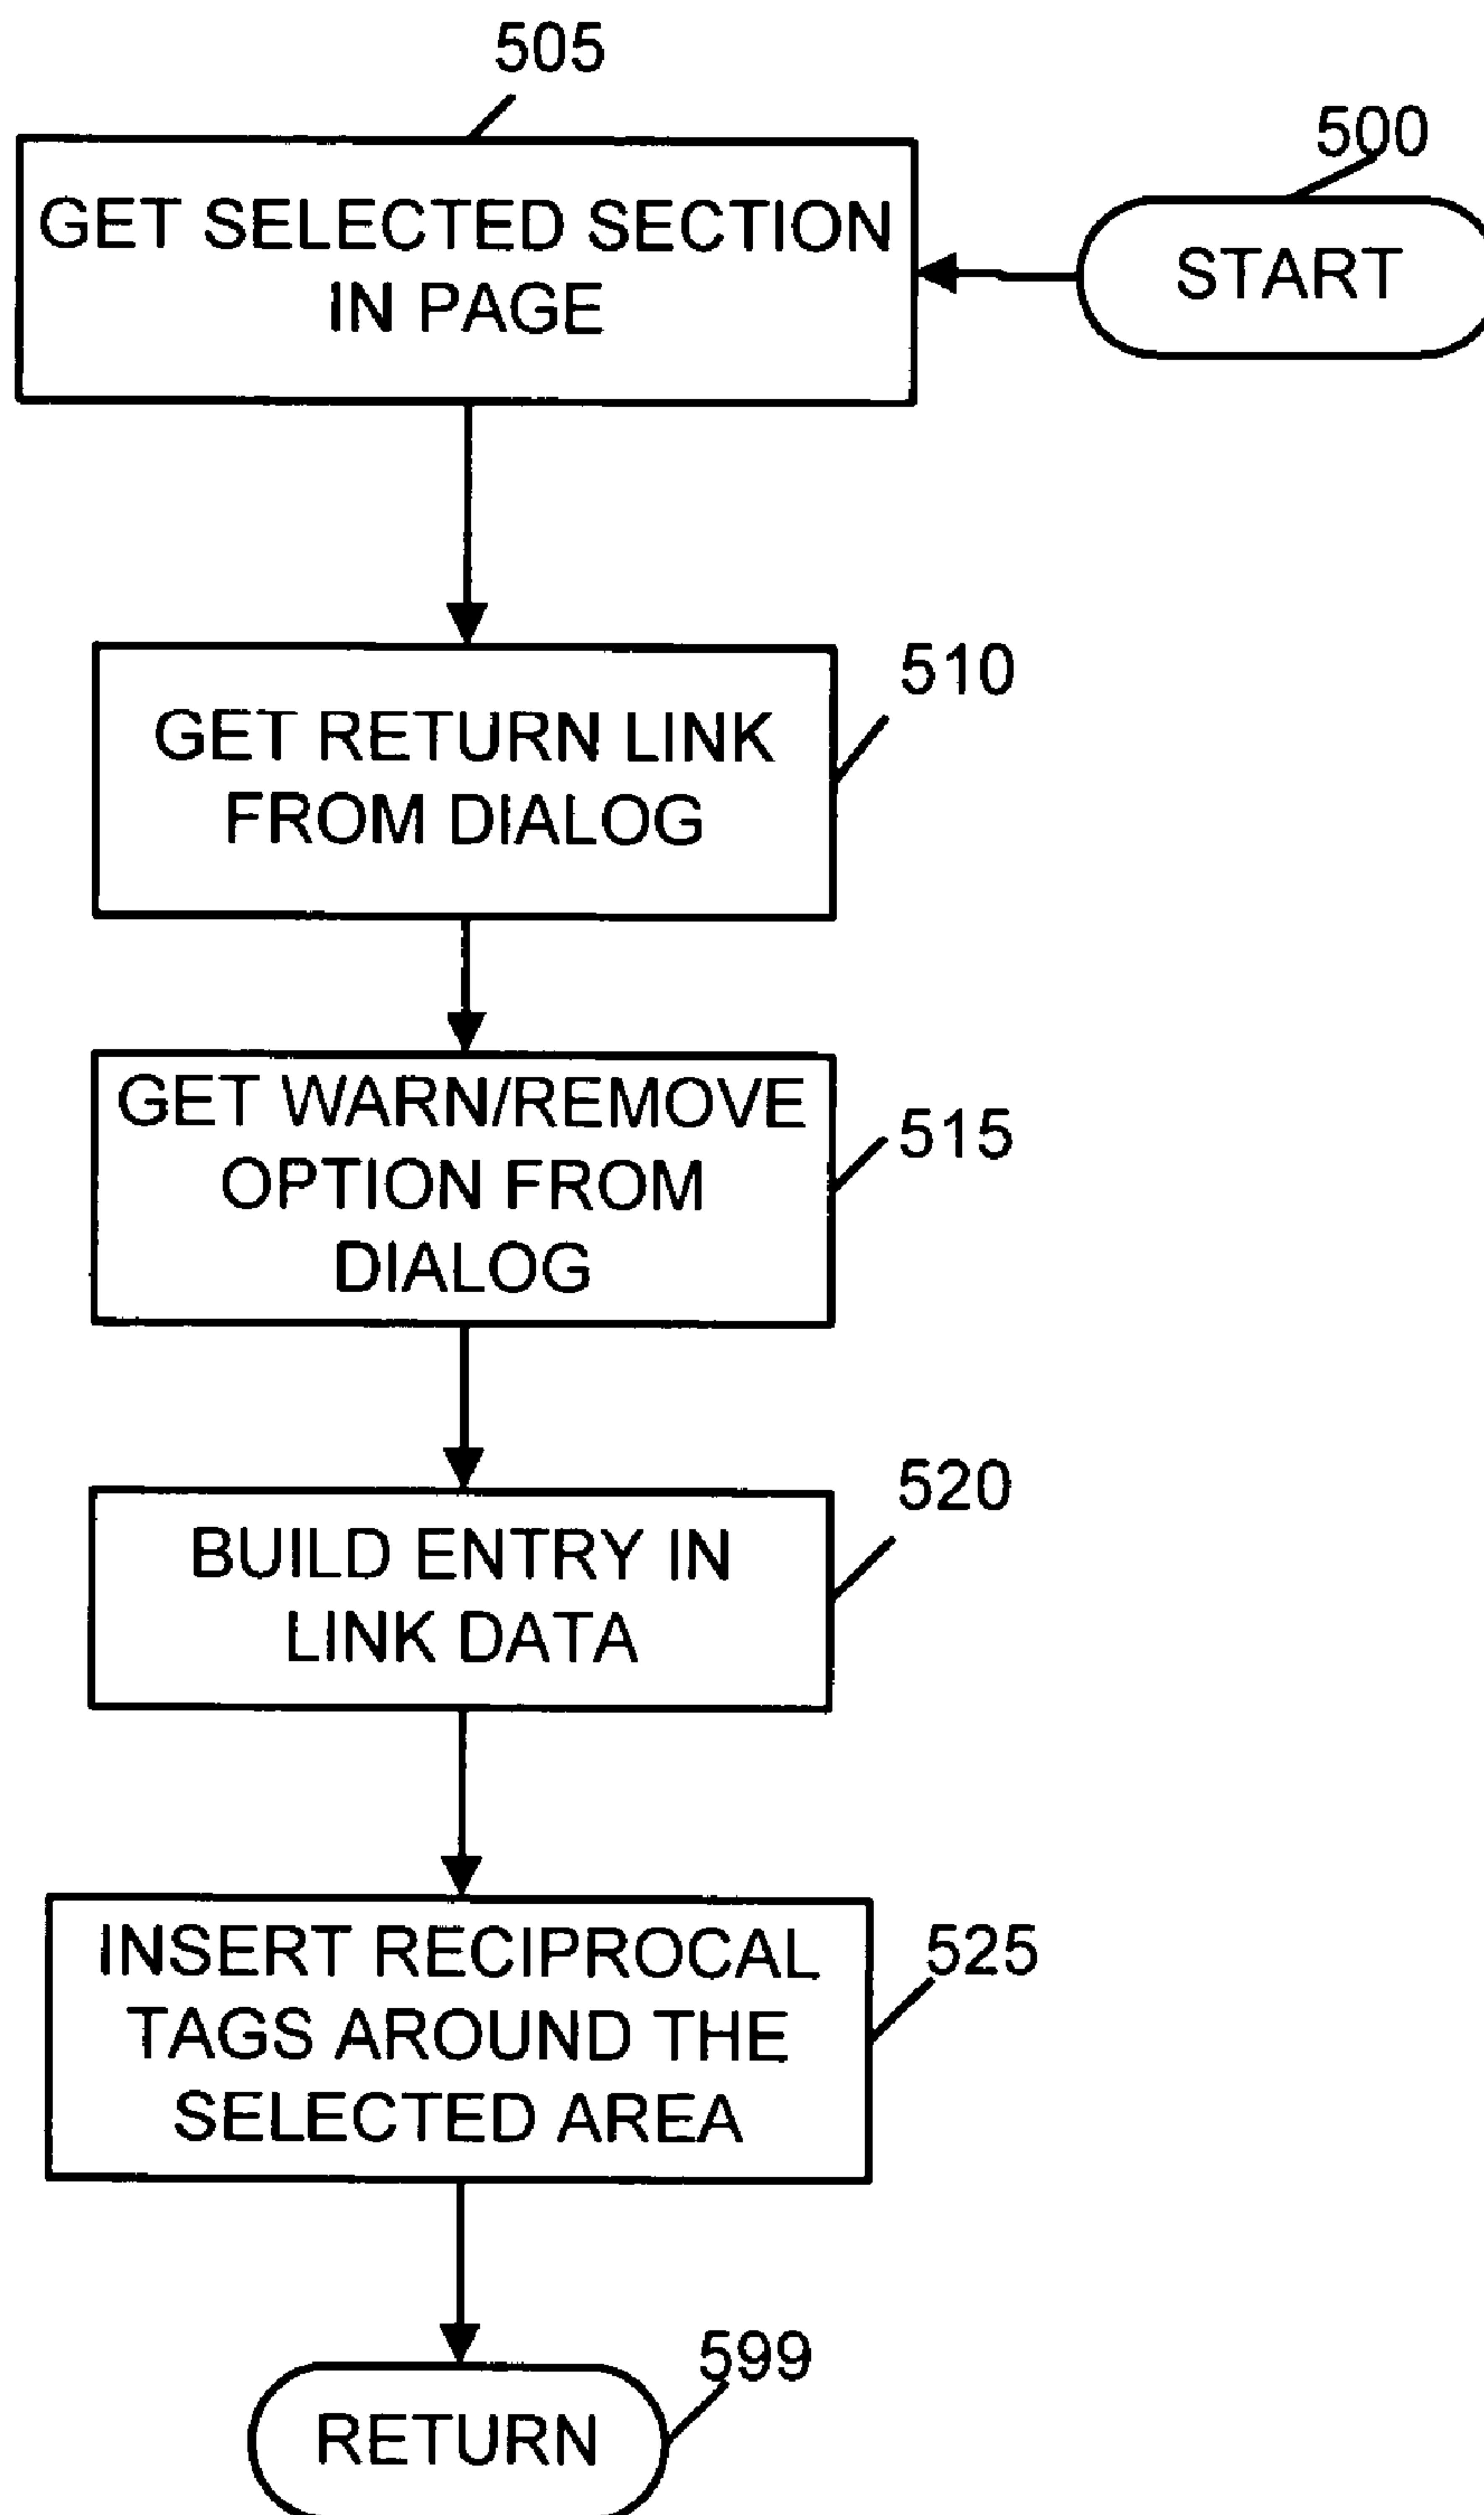 505
500
GET SELECTED SECTION
IN PAGE
START
510
GET RETURN LINK
FROM DIALOG
GET WARN/REMOVE
OPTION FROM
DIALOG
515
520
BUILD ENTRY IN
LINK DATA
INSERT RECIPROCAL
TAGS AROUND THE
SELECTED AREA
525
599
RETURN